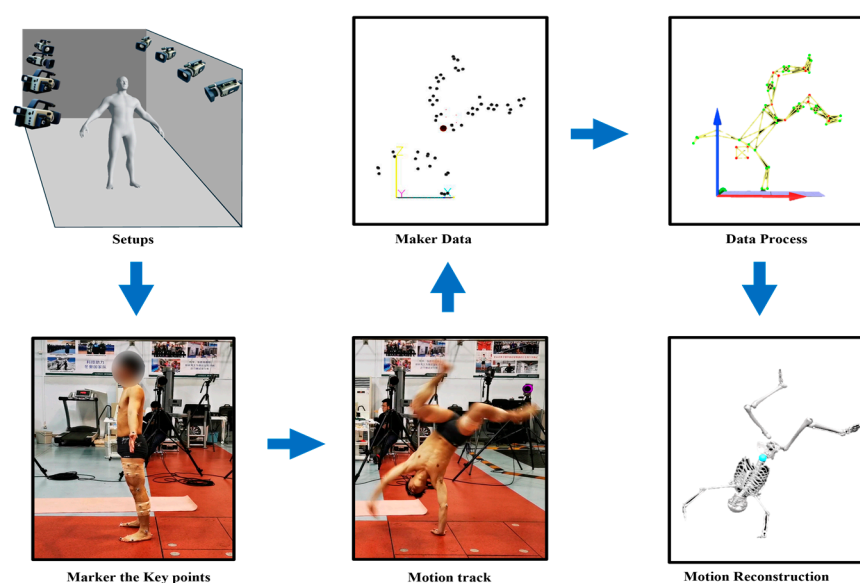 Setups
Maker Data
Data Process
Z
Y
X
Marker the Key points
Motion track
Motion Reconstruction